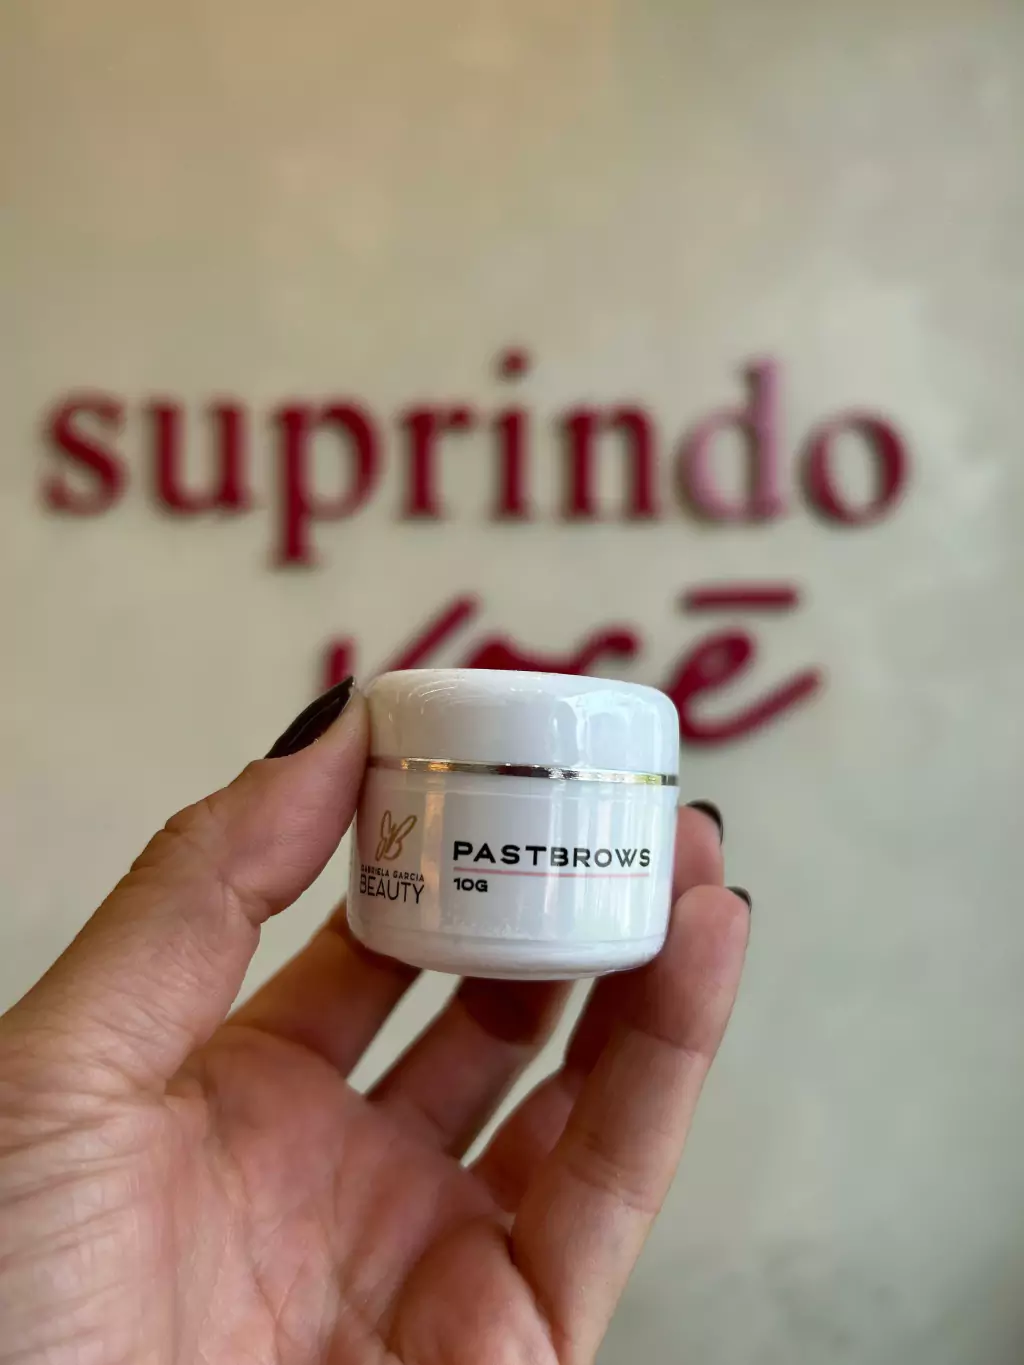 suprindo
você
GABRIELA GARCIA
BEAUTY
PASTBROWS
10G